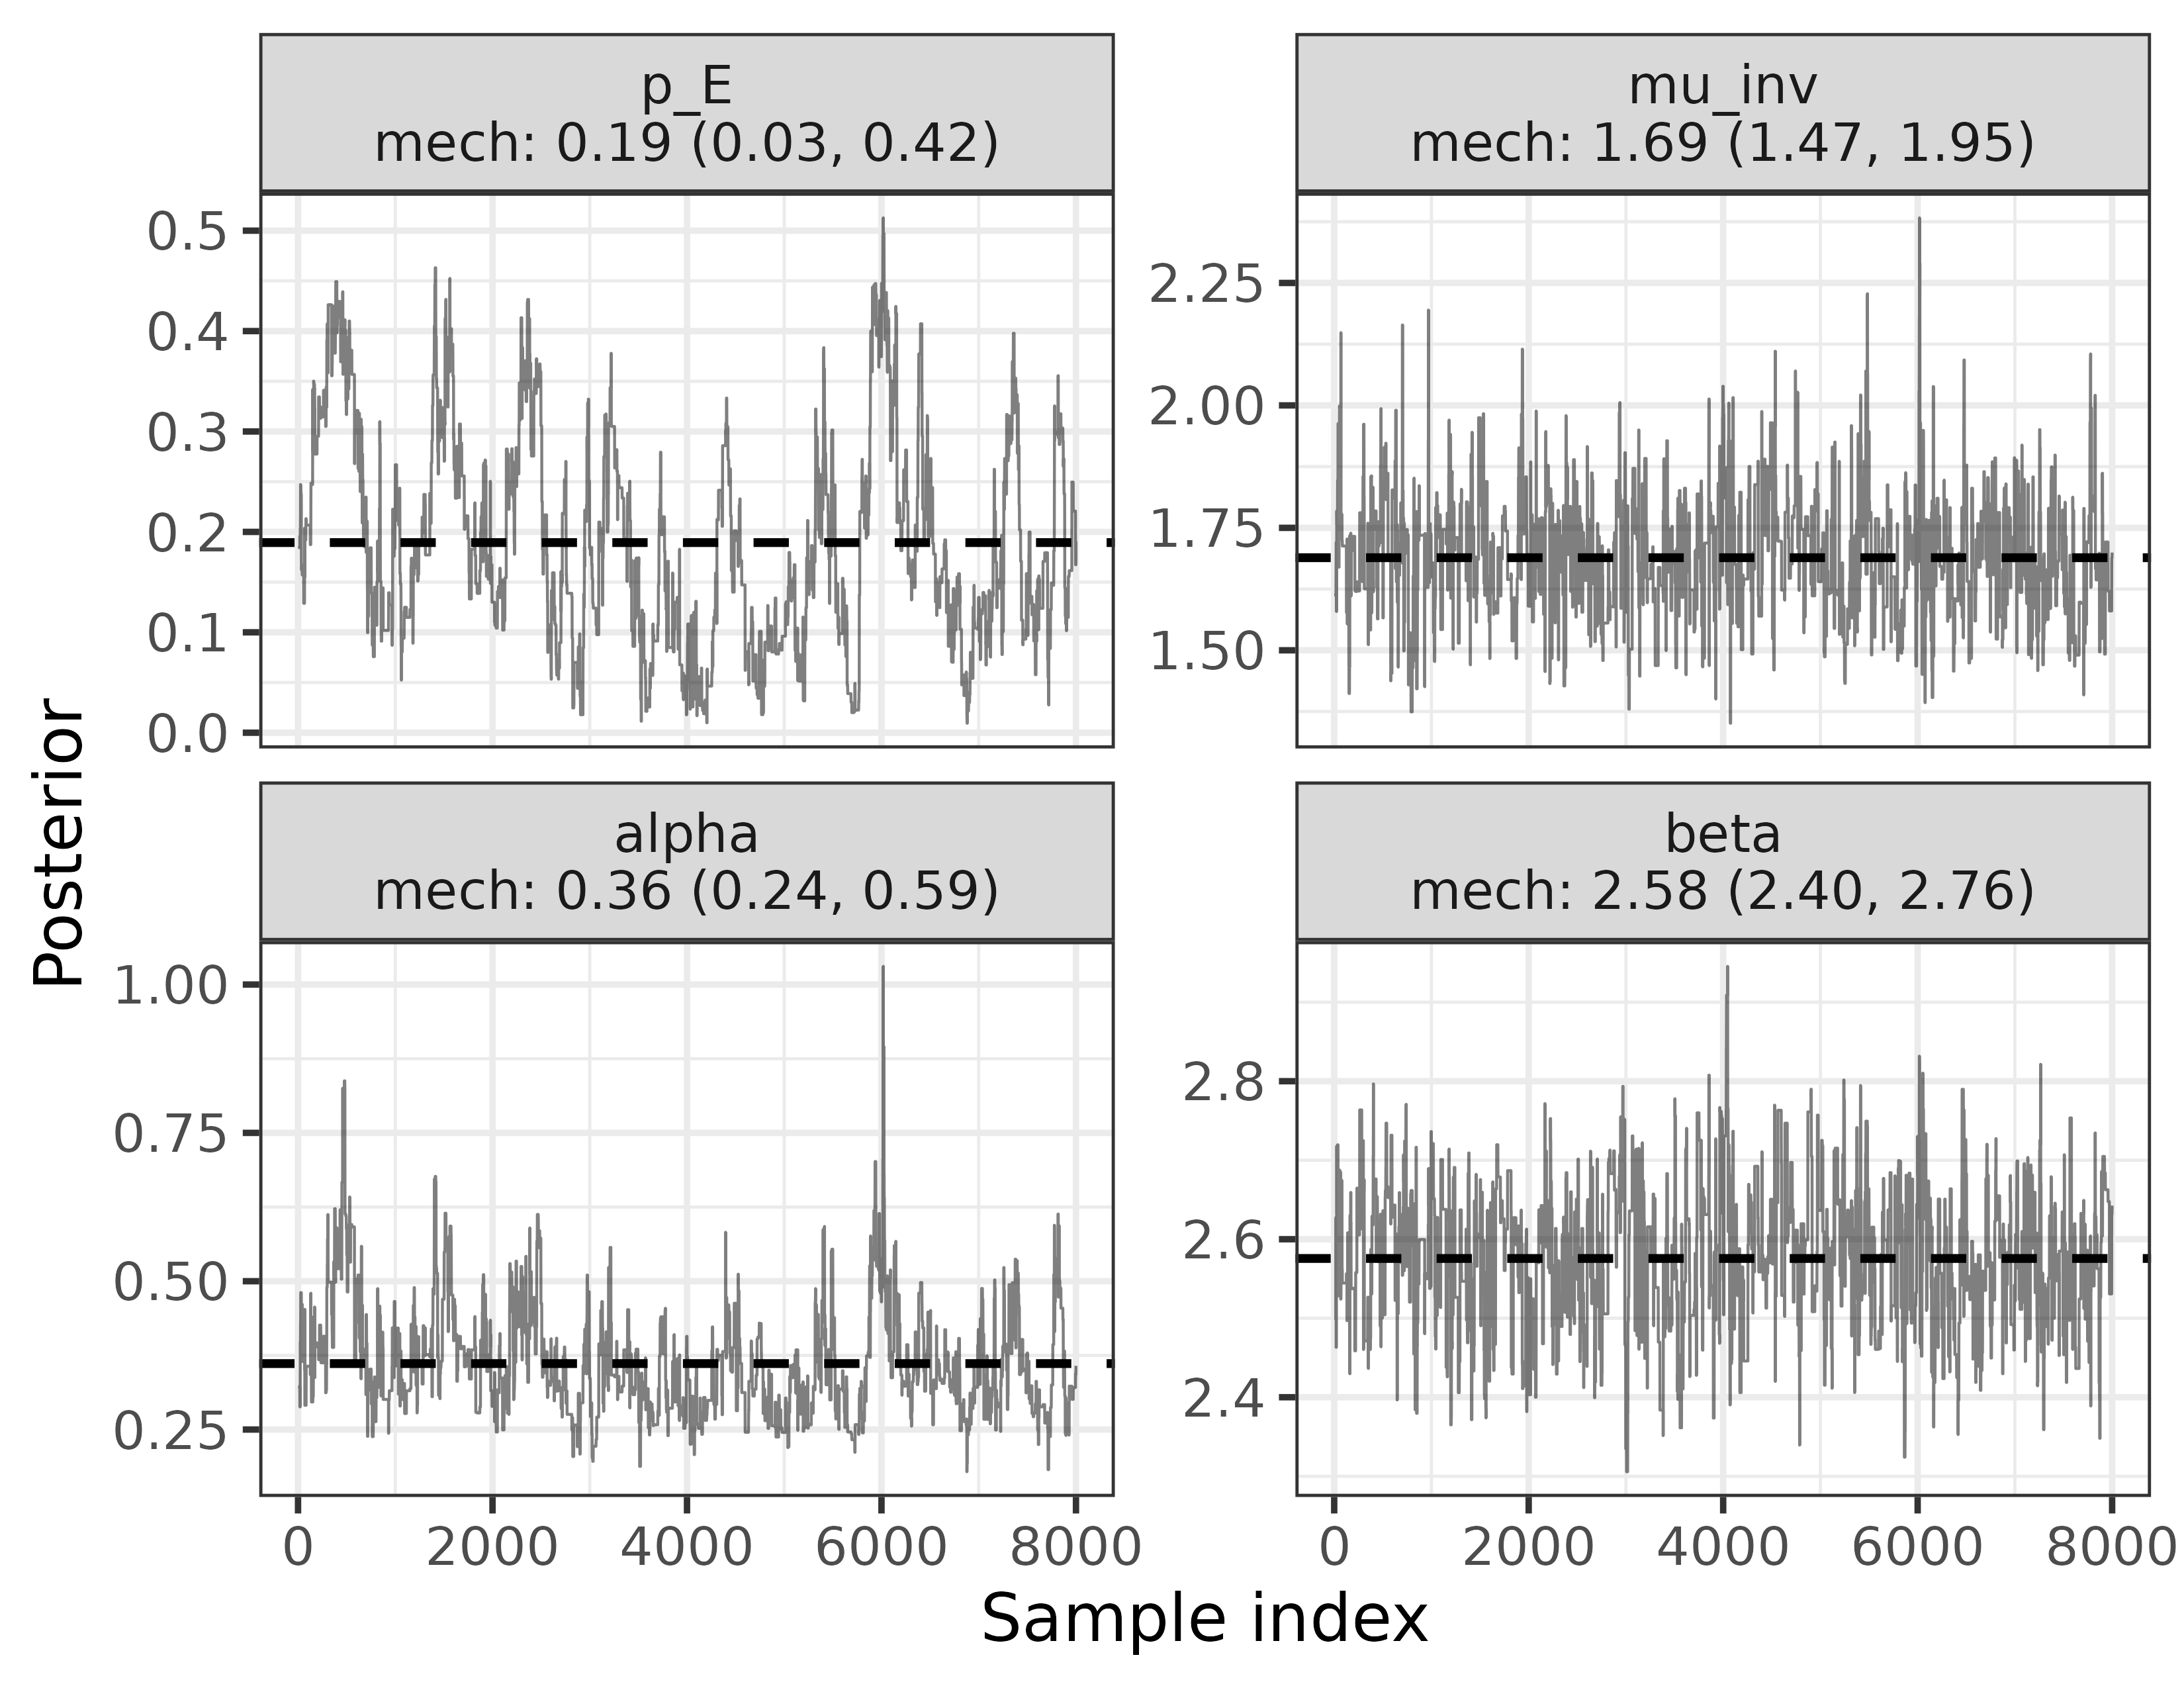 p_E
mech: 0.19 (0.03, 0.42)
mu_inv
mech: 1.69 (1.47, 1.95)
0.5
0.4
0.3
0.2
0.1
0.0
2.25
2.00
1.75
1.50
Posterior
alpha
mech: 0.36 (0.24, 0.59)
beta
mech: 2.58 (2.40, 2.76)
1.00
0.75
0.50
0.25
2.8
2.6
2.4
0 2000 4000 6000 8000
0 2000 4000 6000 8000
Sample index